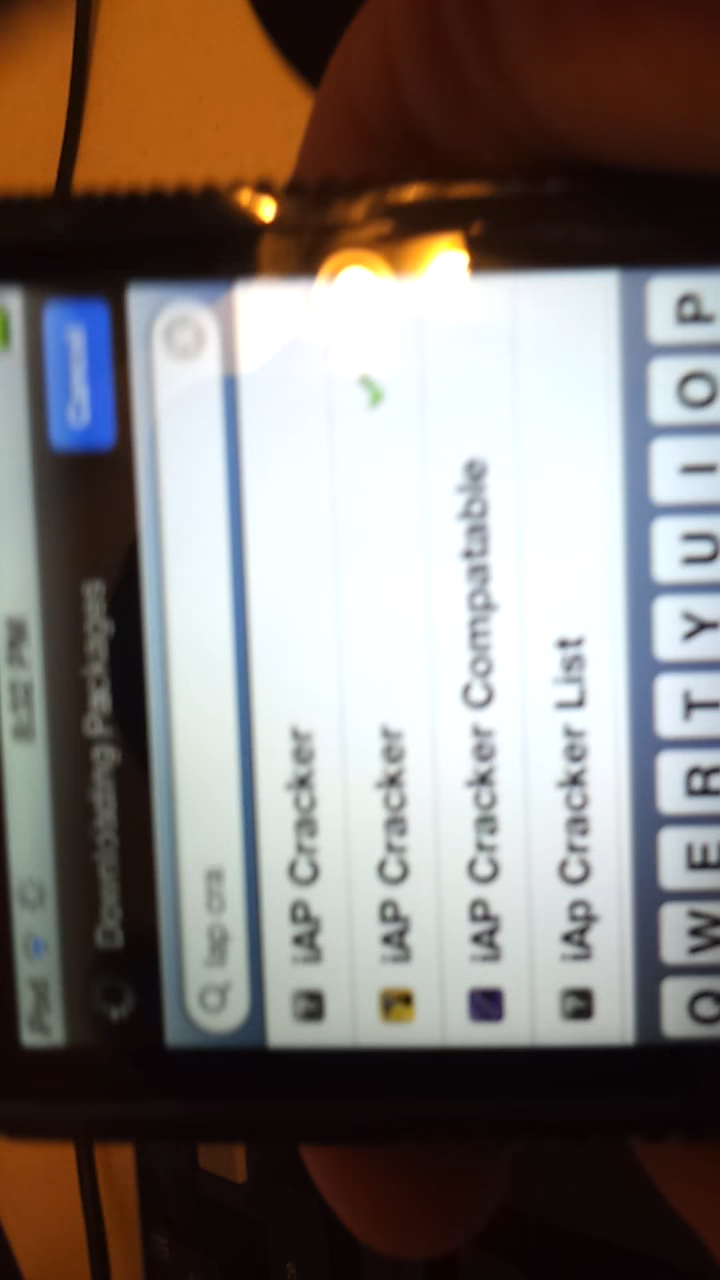 iPod
Downloading Packages
Cancel
iap cra
iAP Cracker
iAP Cracker
iAP Cracker Compatable
iAp Cracker List
Q W E R T Y U I O P